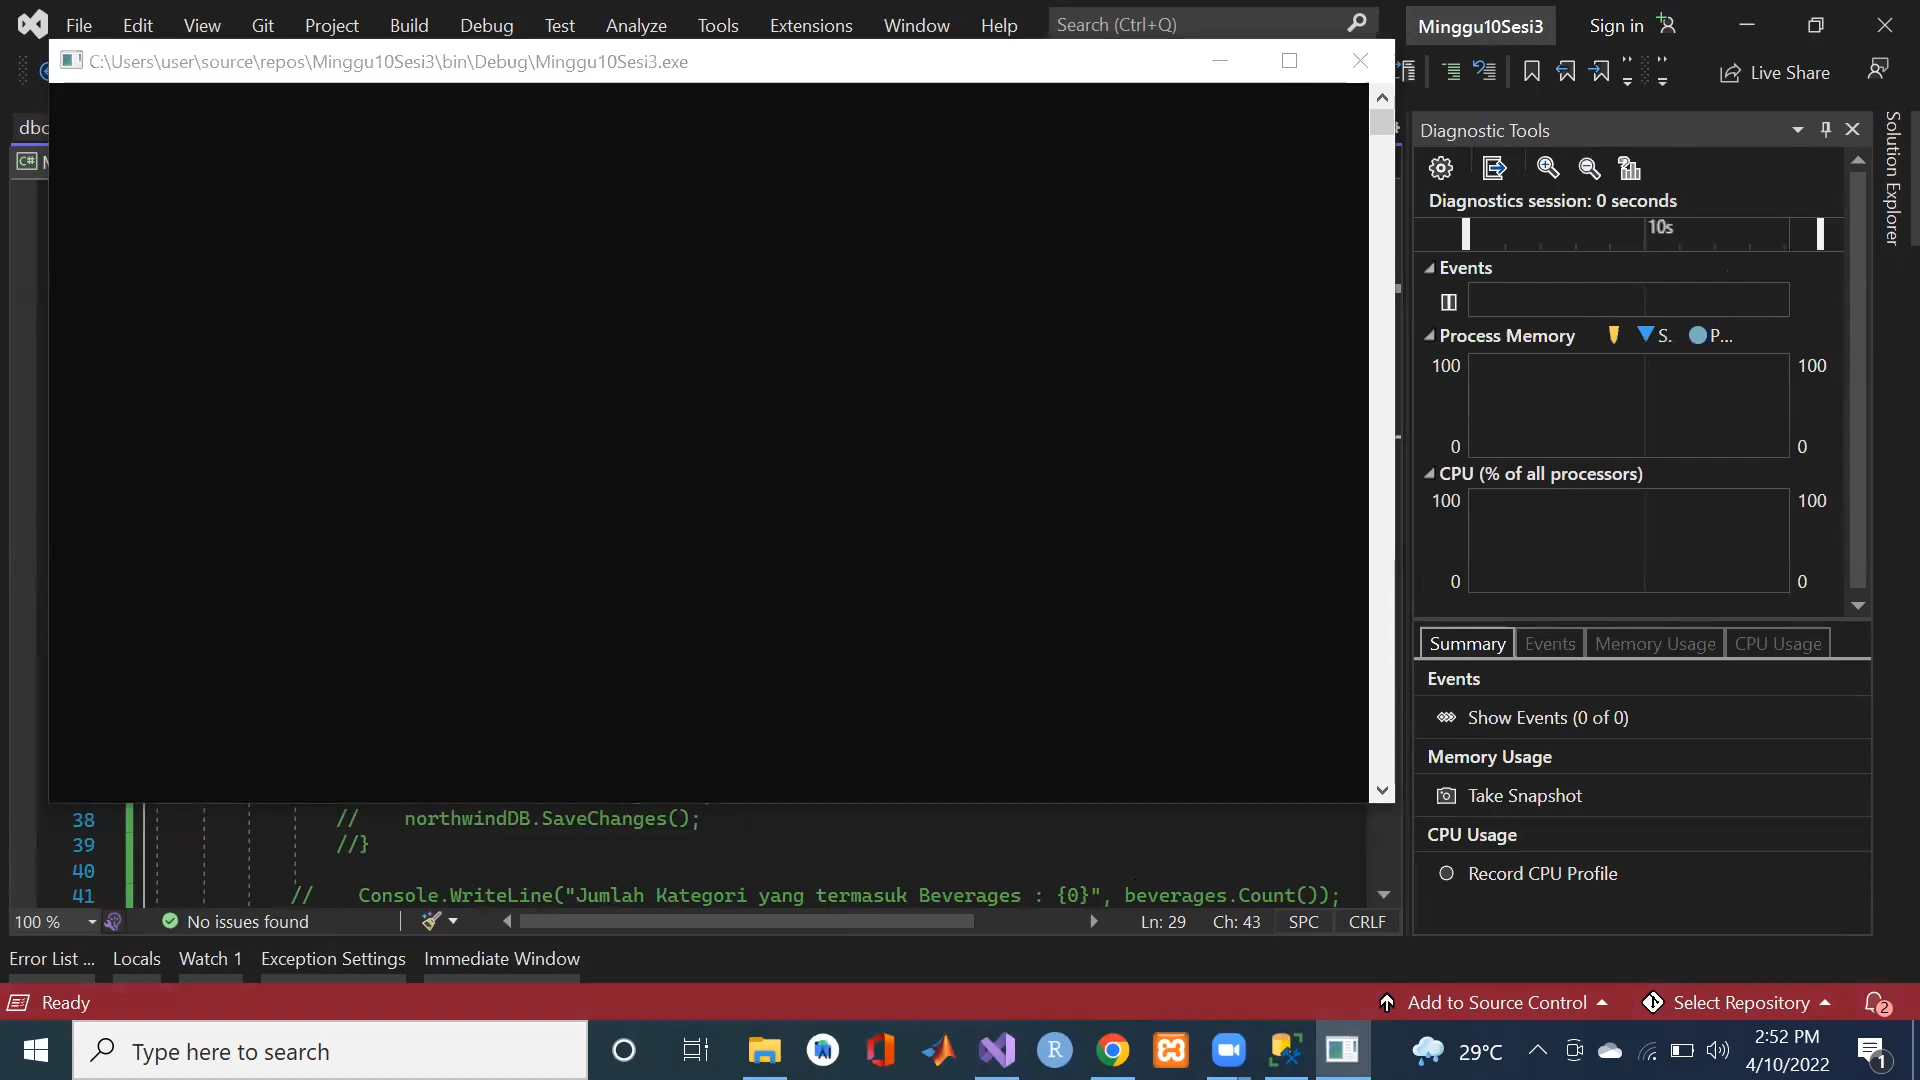 File Edit View Git Project Build Debug Test Analyze Tools Extensions Window Help Search (Ctrl+Q) Minggu10Sesi3 Sign in
C:\Users\user\source\repos\Minggu10Sesi3\bin\Debug\Minggu10Sesi3.exe
Live Share
Diagnostic Tools
Solution Explorer
Diagnostics session: 0 seconds
10s
Events
Process Memory S. P...
100 100
0 0
CPU (% of all processors)
100 100
0 0
Summary Events Memory Usage CPU Usage
Events
Show Events (0 of 0)
Memory Usage
Take Snapshot
CPU Usage
Record CPU Profile
38 // northwindDB.SaveChanges();
39 //}
40
41 // Console.WriteLine("Jumlah Kategori yang termasuk Beverages : {0}", beverages.Count());
100 % No issues found Ln: 29 Ch: 43 SPC CRLF
Error List ... Locals Watch 1 Exception Settings Immediate Window
Ready Add to Source Control Select Repository 2
Type here to search
29°C
2:52 PM
4/10/2022
1